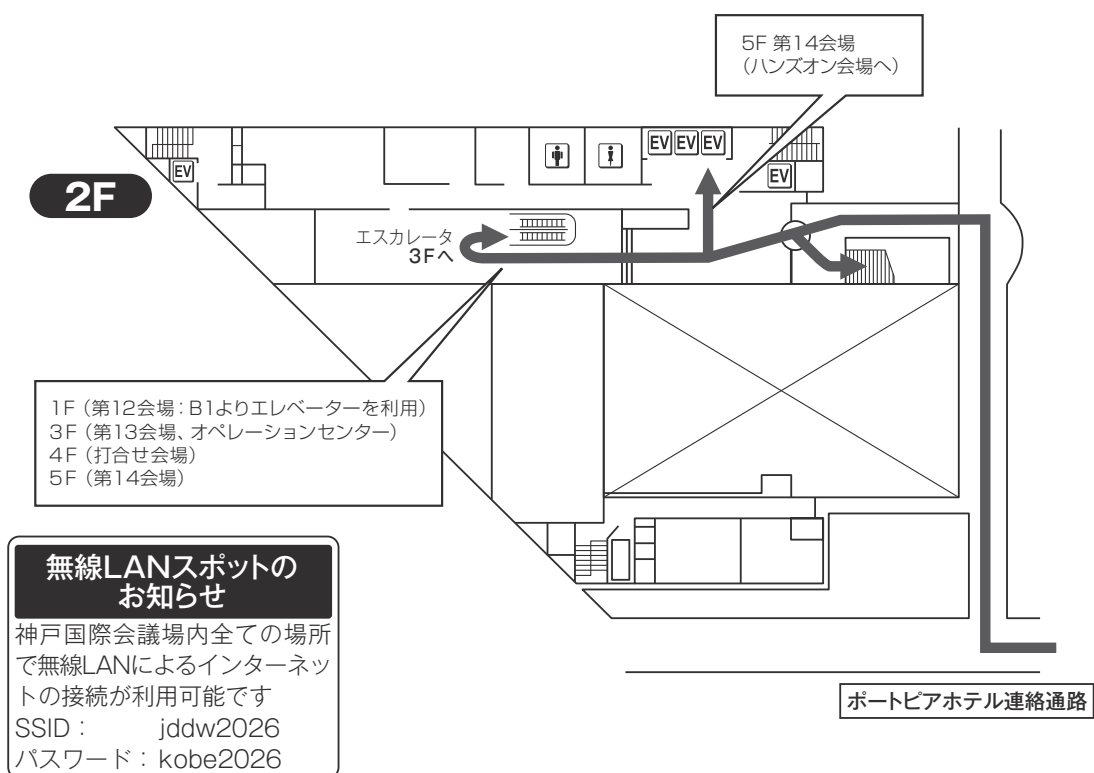 5F 第14会場
(ハンズオン会場へ)
EV EV EV
EV
EV
2F
エスカレータ
3Fへ
1F(第12会場:B1よりエレベーターを利用)
3F(第13会場、オペレーションセンター)
4F(打合せ会場)
5F(第14会場)
無線LANスポットの
お知らせ
神戸国際会議場内全ての場所
で無線LANによるインターネッ
トの接続が利用可能です
SSID: jddw2026
パスワード:kobe2026
ポートピアホテル連絡通路